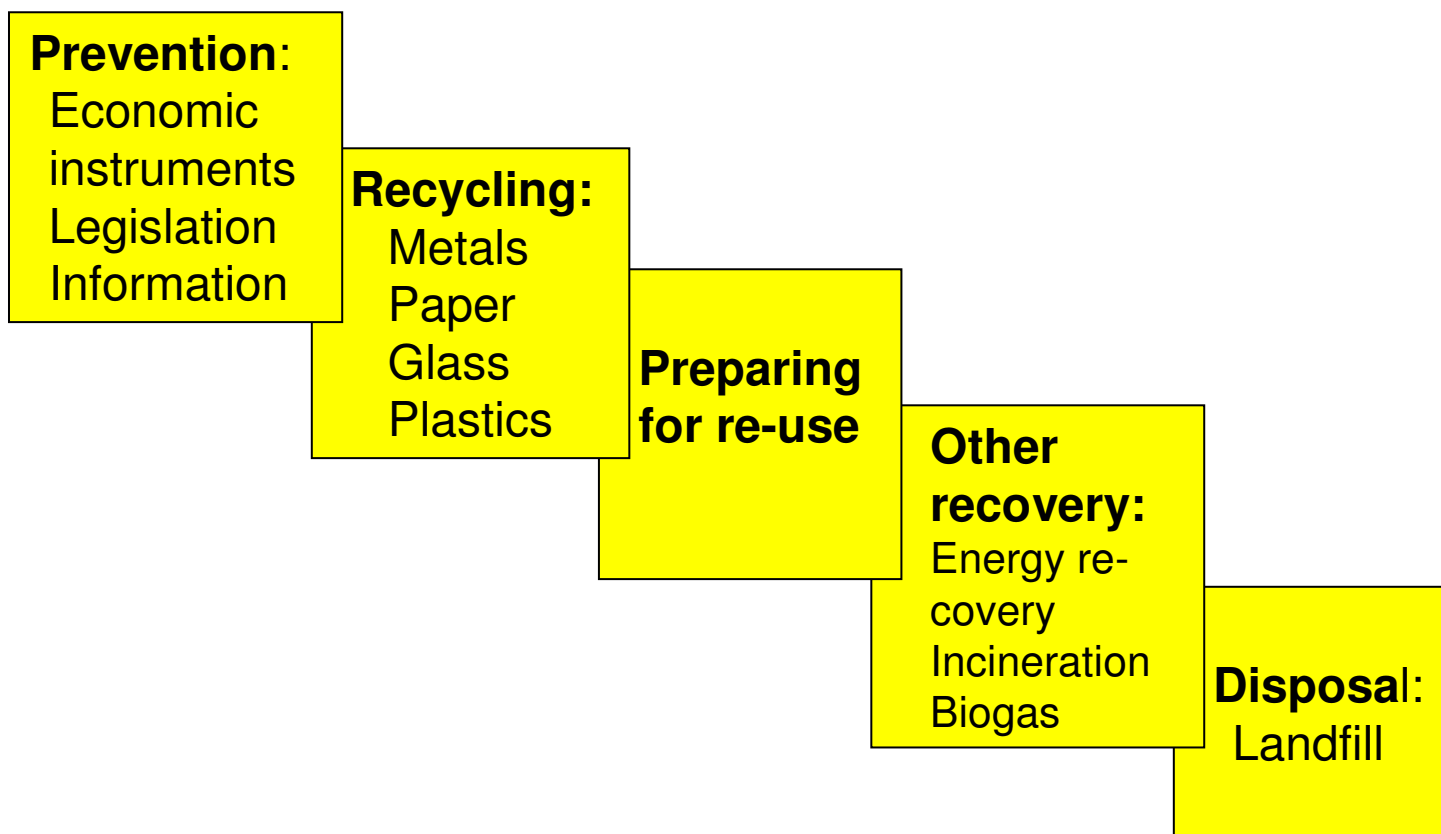 Prevention:
Economic
instruments
Legislation
Information
Recycling:
Metals
Paper
Glass
Plastics
Preparing
for re-use
Other
recovery:
Energy re-
covery
Incineration
Biogas
Disposal:
Landfill